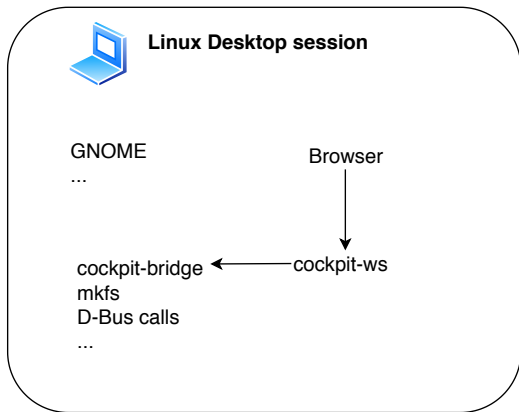 Linux Desktop session
GNOME
...
Browser
cockpit-bridge
cockpit-ws
mkfs
D-Bus calls
...